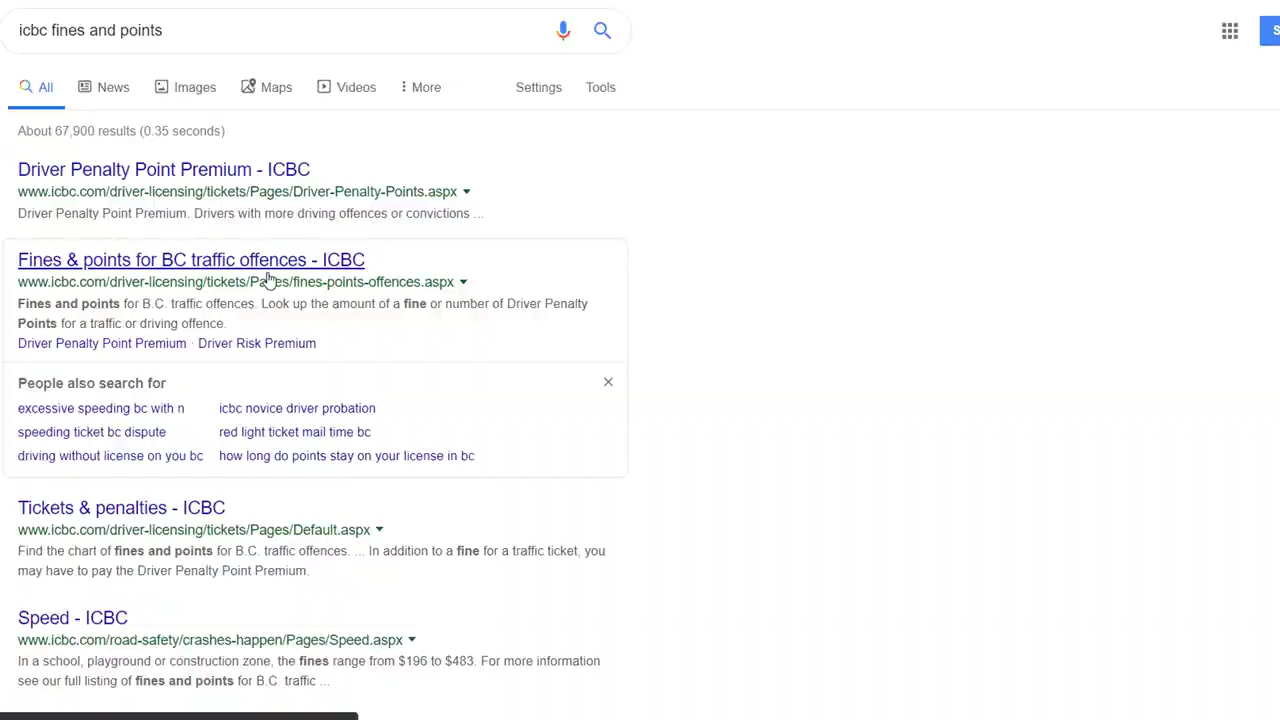 icbc fines and points
All News Images Maps Videos More Settings Tools
About 67,900 results (0.35 seconds)
Driver Penalty Point Premium - ICBC
www.icbc.com/driver-licensing/tickets/Pages/Driver-Penalty-Points.aspx
Driver Penalty Point Premium. Drivers with more driving offences or convictions ...
Fines & points for BC traffic offences - ICBC
www.icbc.com/driver-licensing/tickets/Pages/fines-points-offences.aspx
Fines and points for B.C. traffic offences. Look up the amount of a fine or number of Driver Penalty
Points for a traffic or driving offence.
Driver Penalty Point Premium · Driver Risk Premium
People also search for
excessive speeding bc with n icbc novice driver probation
speeding ticket bc dispute red light ticket mail time bc
driving without license on you bc how long do points stay on your license in bc
Tickets & penalties - ICBC
www.icbc.com/driver-licensing/tickets/Pages/Default.aspx
Find the chart of fines and points for B.C. traffic offences. ... In addition to a fine for a traffic ticket, you
may have to pay the Driver Penalty Point Premium.
Speed - ICBC
www.icbc.com/road-safety/crashes-happen/Pages/Speed.aspx
In a school, playground or construction zone, the fines range from $196 to $483. For more information
see our full listing of fines and points for B.C. traffic ...